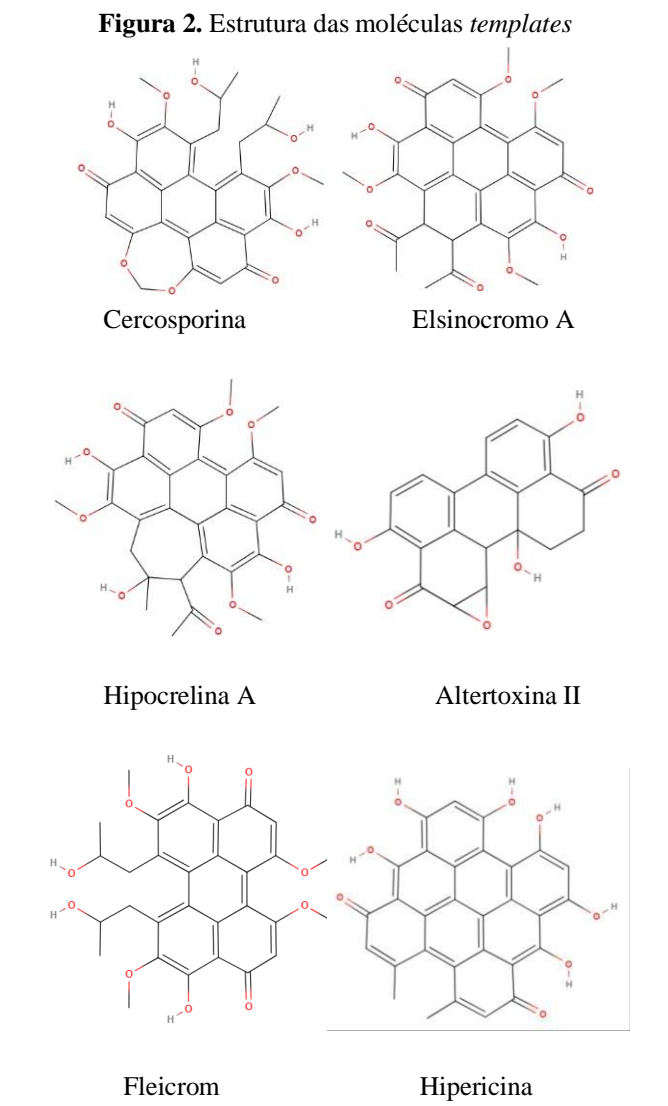 Figura 2. Estrutura das moléculas templates
Cercosporina
Elsinocromo A
Hipocrelina A
Altertoxina II
Fleicrom
Hipericina